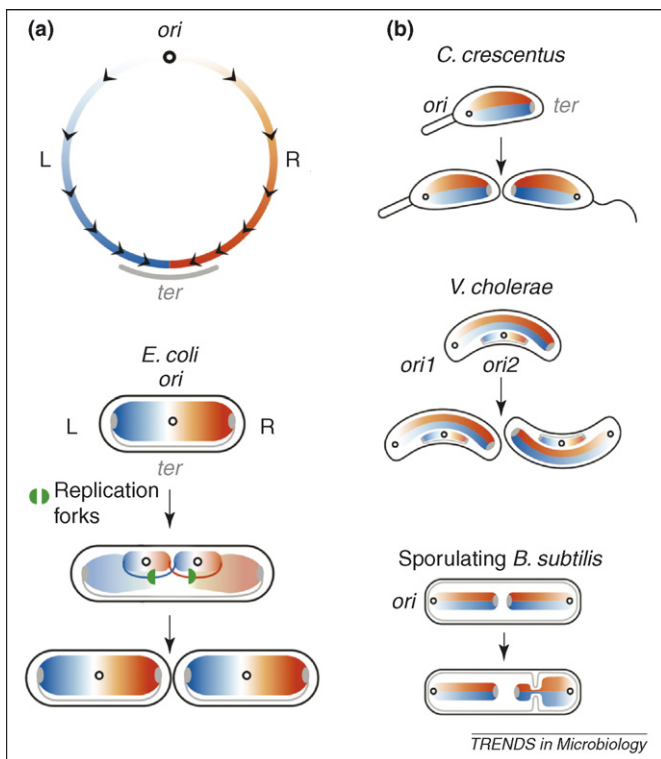 (a)
ori
L
R
ter
E. coli
ori
L
R
ter
Replication
forks
(b)
C. crescentus
ori
ter
V. cholerae
ori1
ori2
Sporulating B. subtilis
ori
TRENDS in Microbiology